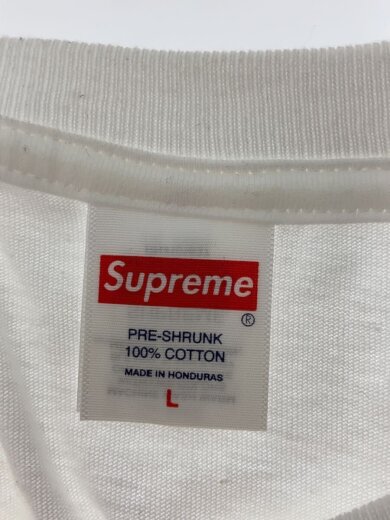 Supreme
®
PRE-SHRUNK
100% COTTON
MADE IN HONDURAS
L